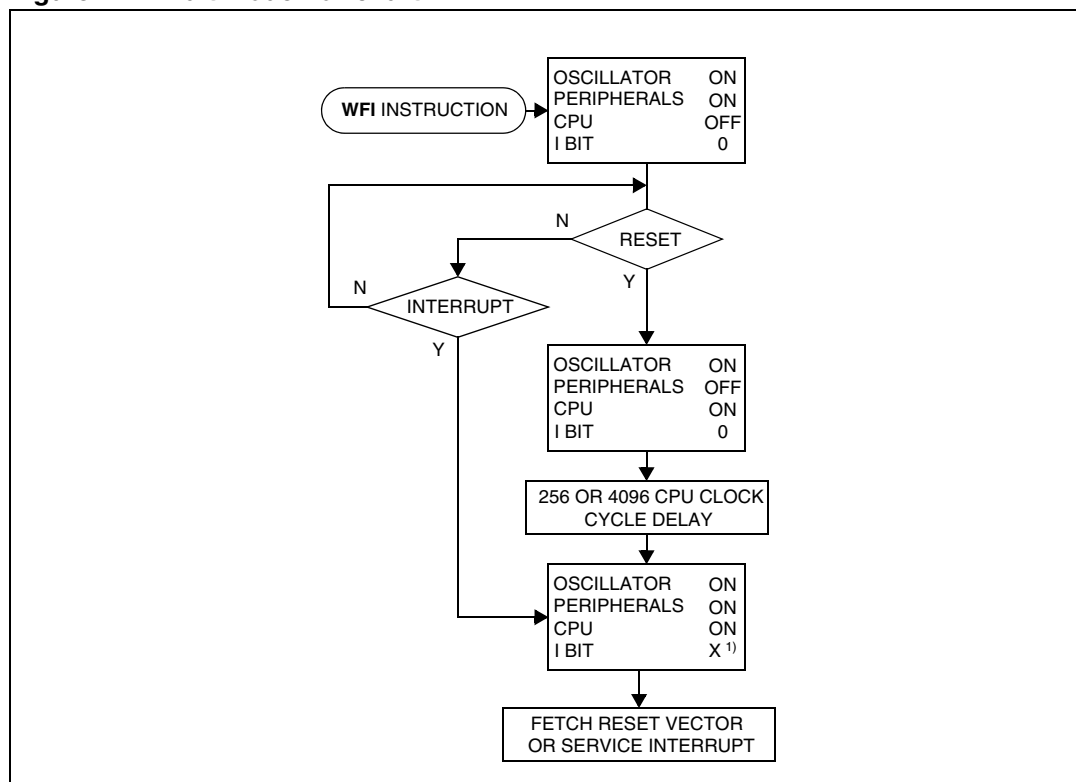 OSCILLATOR ON
PERIPHERALS ON
CPU OFF
I BIT 0
WFI INSTRUCTION
N
RESET
Y
N
INTERRUPT
Y
OSCILLATOR ON
PERIPHERALS OFF
CPU ON
I BIT 0
256 OR 4096 CPU CLOCK
CYCLE DELAY
OSCILLATOR ON
PERIPHERALS ON
CPU ON
I BIT X 1)
FETCH RESET VECTOR
OR SERVICE INTERRUPT